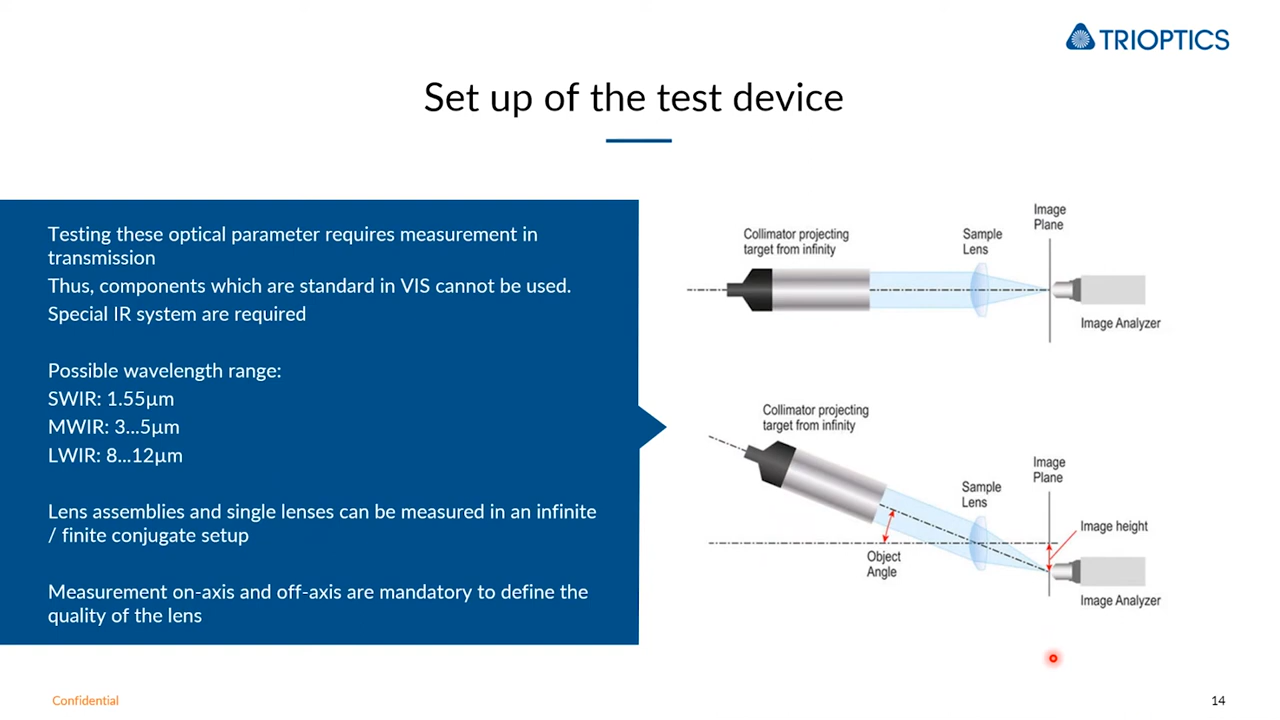 TRIOPTICS
Set up of the test device
Testing these optical parameter requires measurement in
transmission
Thus, components which are standard in VIS cannot be used.
Special IR system are required
Possible wavelength range:
SWIR: 1.55µm
MWIR: 3...5µm
LWIR: 8...12µm
Lens assemblies and single lenses can be measured in an infinite
/ finite conjugate setup
Measurement on-axis and off-axis are mandatory to define the
quality of the lens
Collimator projecting
target from infinity
Sample
Lens
Image
Plane
Image Analyzer
Collimator projecting
target from infinity
Sample
Lens
Image
Plane
Image height
Object
Angle
Image Analyzer
Confidential
14